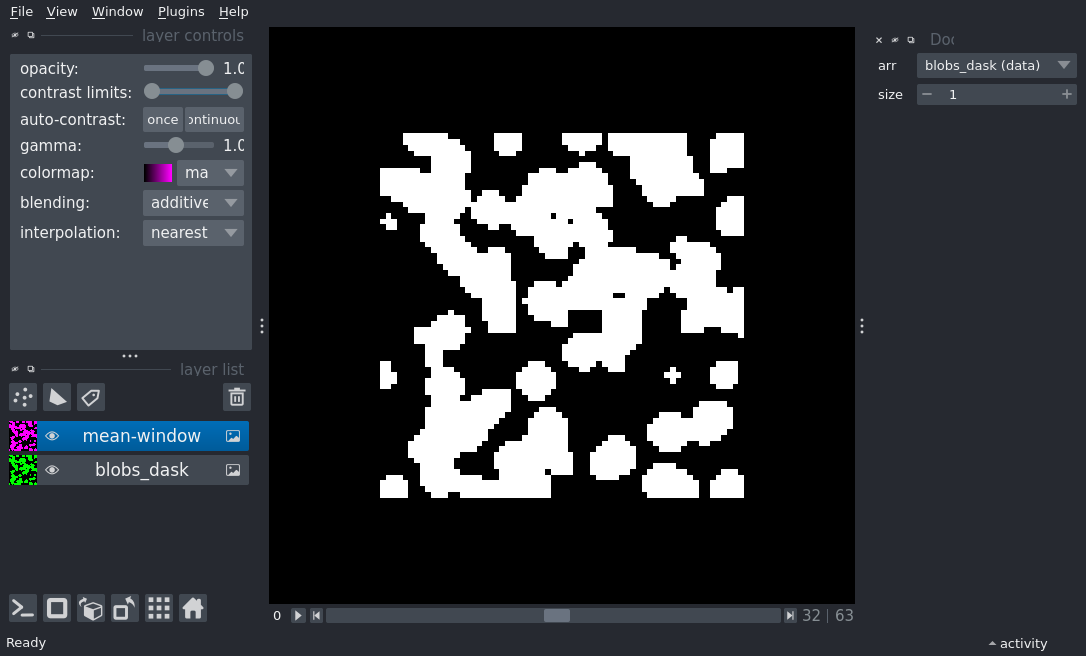 File View Window Plugins Help
layer controls
opacity: 1.0
contrast limits:
auto-contrast: once ontinuou
gamma: 1.0
colormap: ma
blending: additive
interpolation: nearest
layer list
mean-window
blobs_dask
Ready
0 32 | 63
Doc
arr blobs_dask (data)
size 1
activity